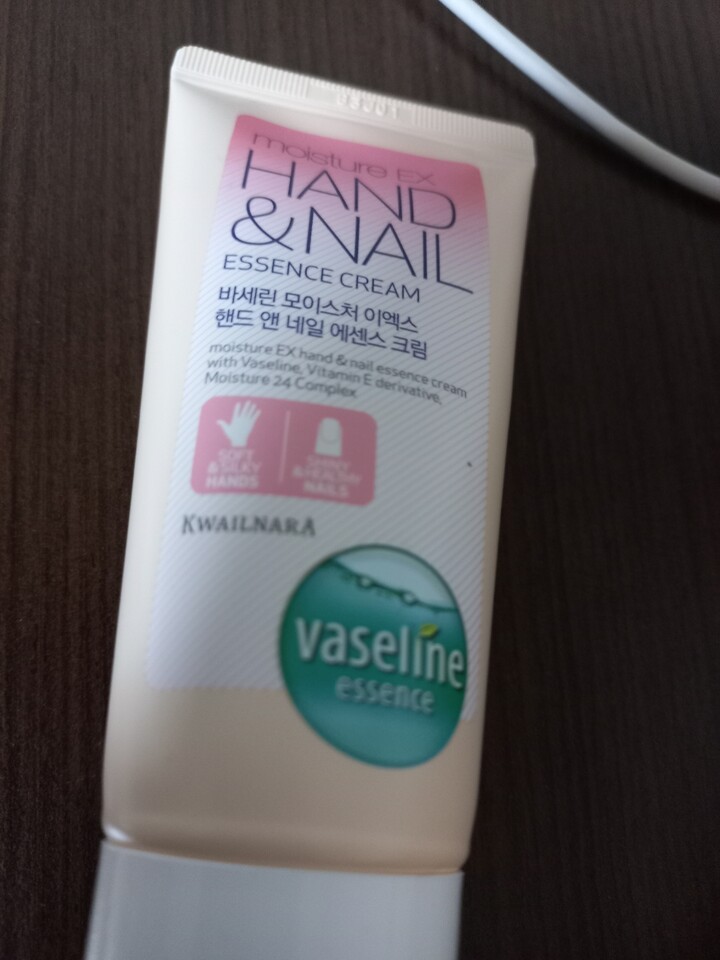 moisture EX
HAND
&NAIL
ESSENCE CREAM
바세린 모이스처 이엑스
핸드 앤 네일 에센스 크림
moisture EX hand & nail essence cream
with Vaseline, Vitamin E derivative,
Moisture 24 Complex
SOFT
& SILKY
HANDS
& HEALTHY
NAILS
KWAILNARA
vaseline
essence